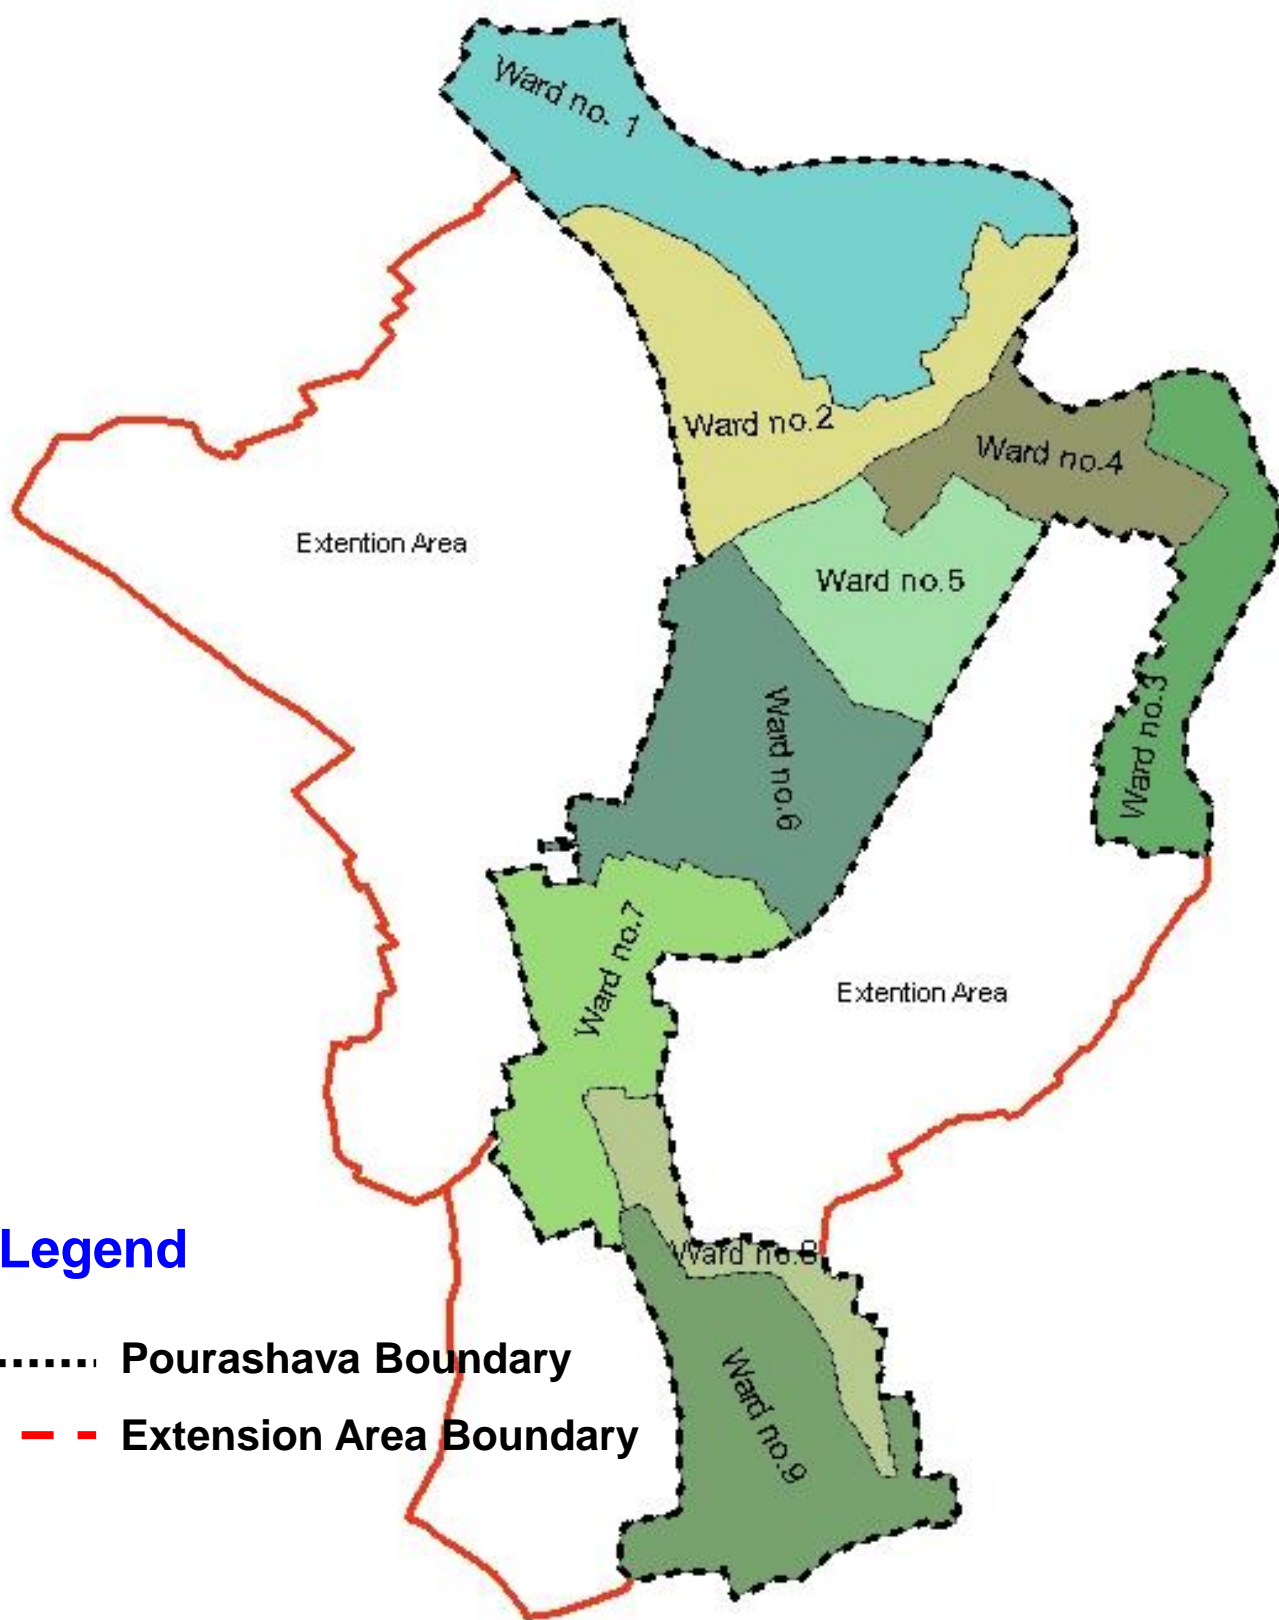 Ward no. 1
Ward no.2
Ward no.4
Extention Area
Ward no.5
Ward no.3
Ward no.6
Ward no.7
Extention Area
Ward no.8
Legend
Pourashava Boundary
Ward no.9
Extension Area Boundary